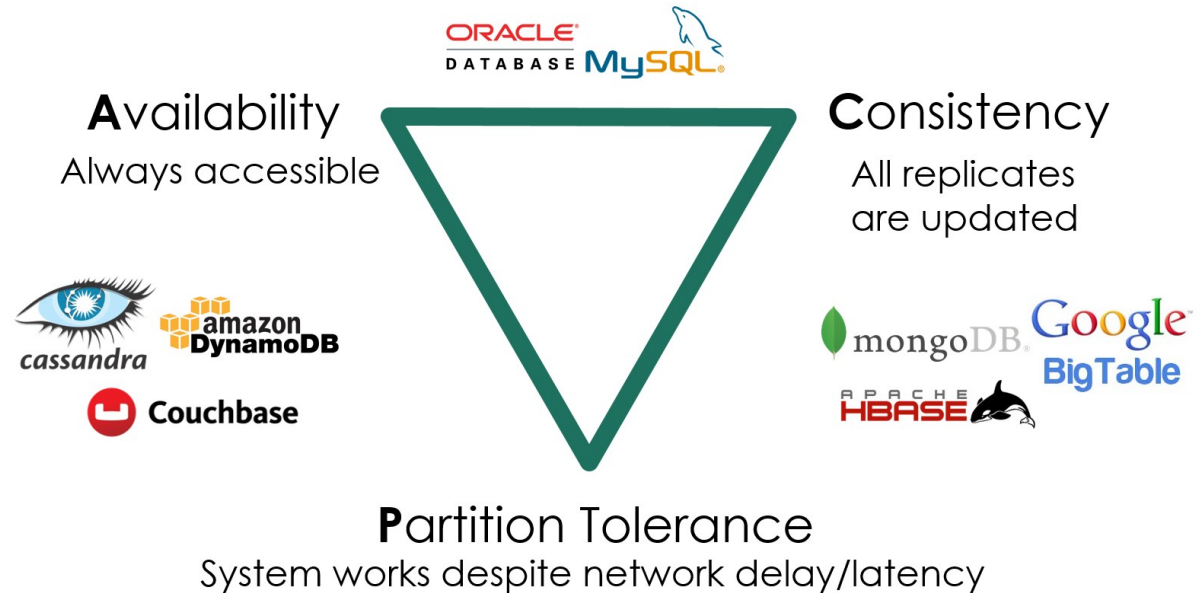 ORACLE®
DATABASE
MySQL®
Availability
Always accessible
Consistency
All replicates
are updated
cassandra
amazon
DynamoDB
Couchbase
mongoDB®
Google™
BigTable
APACHE
HBASE
Partition Tolerance
System works despite network delay/latency